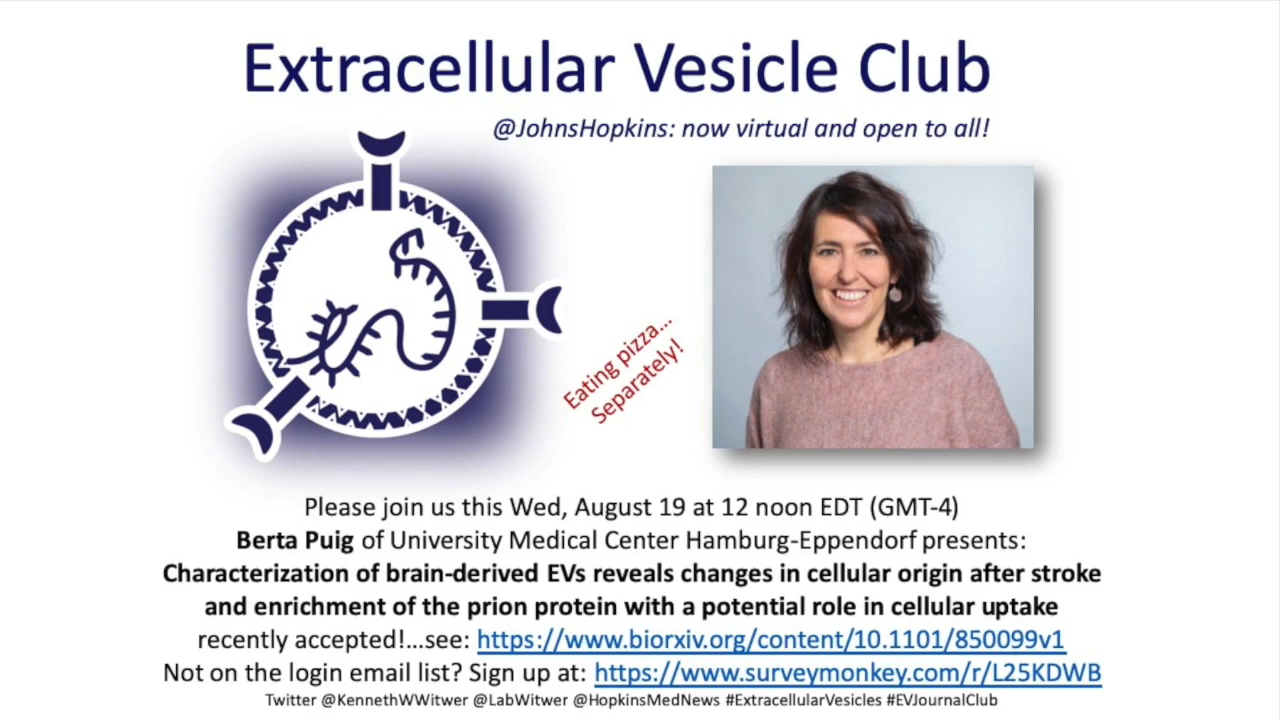 Extracellular Vesicle Club
@JohnsHopkins: now virtual and open to all!
Eating pizza...
Separately!
Please join us this Wed, August 19 at 12 noon EDT (GMT-4)
Berta Puig of University Medical Center Hamburg-Eppendorf presents:
Characterization of brain-derived EVs reveals changes in cellular origin after stroke
and enrichment of the prion protein with a potential role in cellular uptake
recently accepted!...see: https://www.biorxiv.org/content/10.1101/850099v1
Not on the login email list? Sign up at: https://www.surveymonkey.com/r/L25KDWB
Twitter @KennethWWitwer @LabWitwer @HopkinsMedNews #ExtracellularVesicles #EVJournalClub